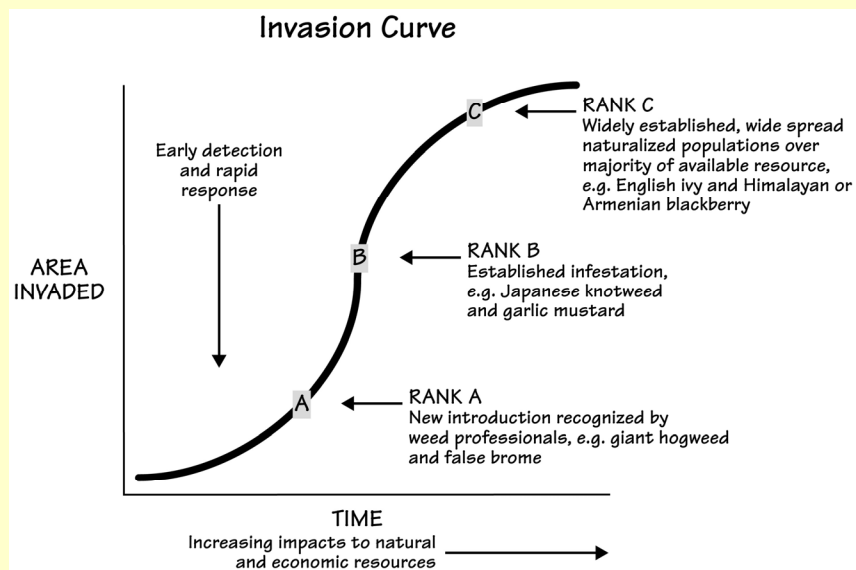 Invasion Curve
Early detection
and rapid
response
AREA
INVADED
C
RANK C
Widely established, wide spread
naturalized populations over
majority of available resource,
e.g. English ivy and Himalayan or
Armenian blackberry
B
RANK B
Established infestation,
e.g. Japanese knotweed
and garlic mustard
A
RANK A
New introduction recognized by
weed professionals, e.g. giant hogweed
and false brome
TIME
Increasing impacts to natural
and economic resources